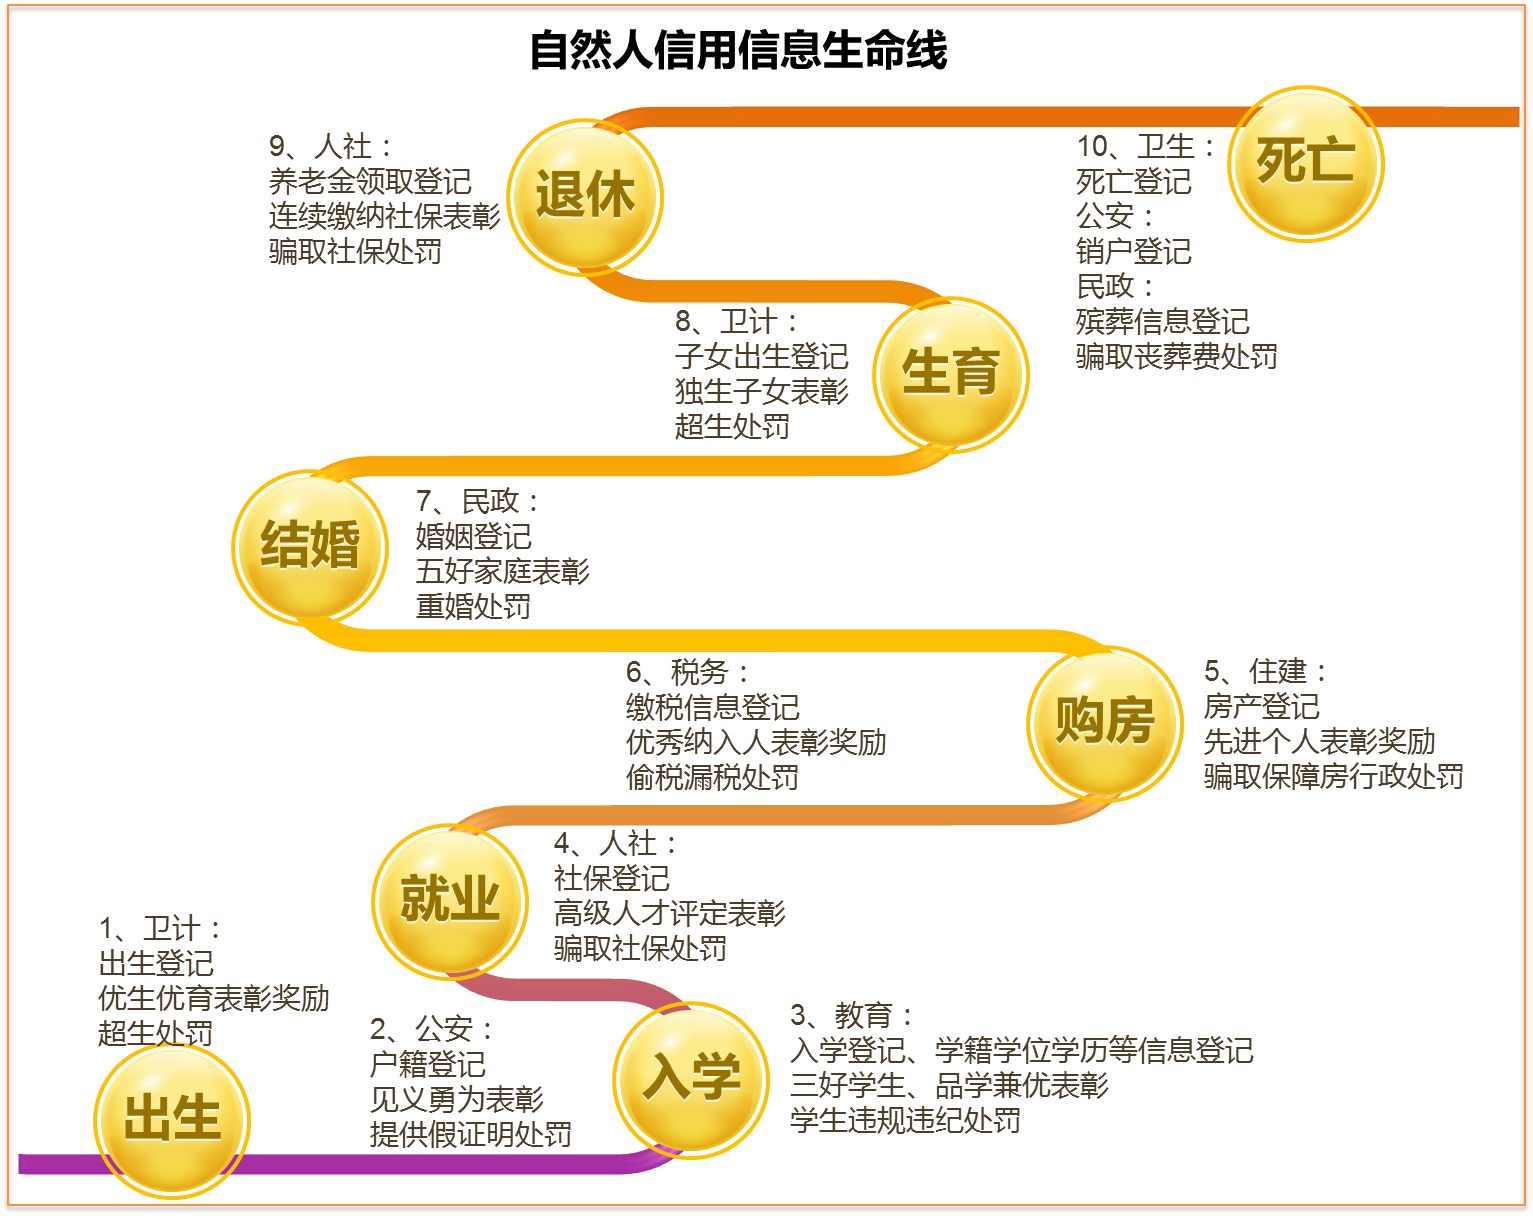 自然人信用信息生命线
9、人社：
养老金领取登记
连续缴纳社保表彰
骗取社保处罚
退休
10、卫生：
死亡登记
公安：
销户登记
民政：
殡葬信息登记
骗取丧葬费处罚
死亡
8、卫计：
子女出生登记
独生子女表彰
超生处罚
生育
结婚
7、民政：
婚姻登记
五好家庭表彰
重婚处罚
6、税务：
缴税信息登记
优秀纳入人表彰奖励
偷税漏税处罚
购房
5、住建：
房产登记
先进个人表彰奖励
骗取保障房行政处罚
就业
4、人社：
社保登记
高级人才评定表彰
骗取社保处罚
1、卫计：
出生登记
优生优育表彰奖励
超生处罚
出生
2、公安：
户籍登记
见义勇为表彰
提供假证明处罚
入学
3、教育：
入学登记、学籍学位学历等信息登记
三好学生、品学兼优表彰
学生违规违纪处罚